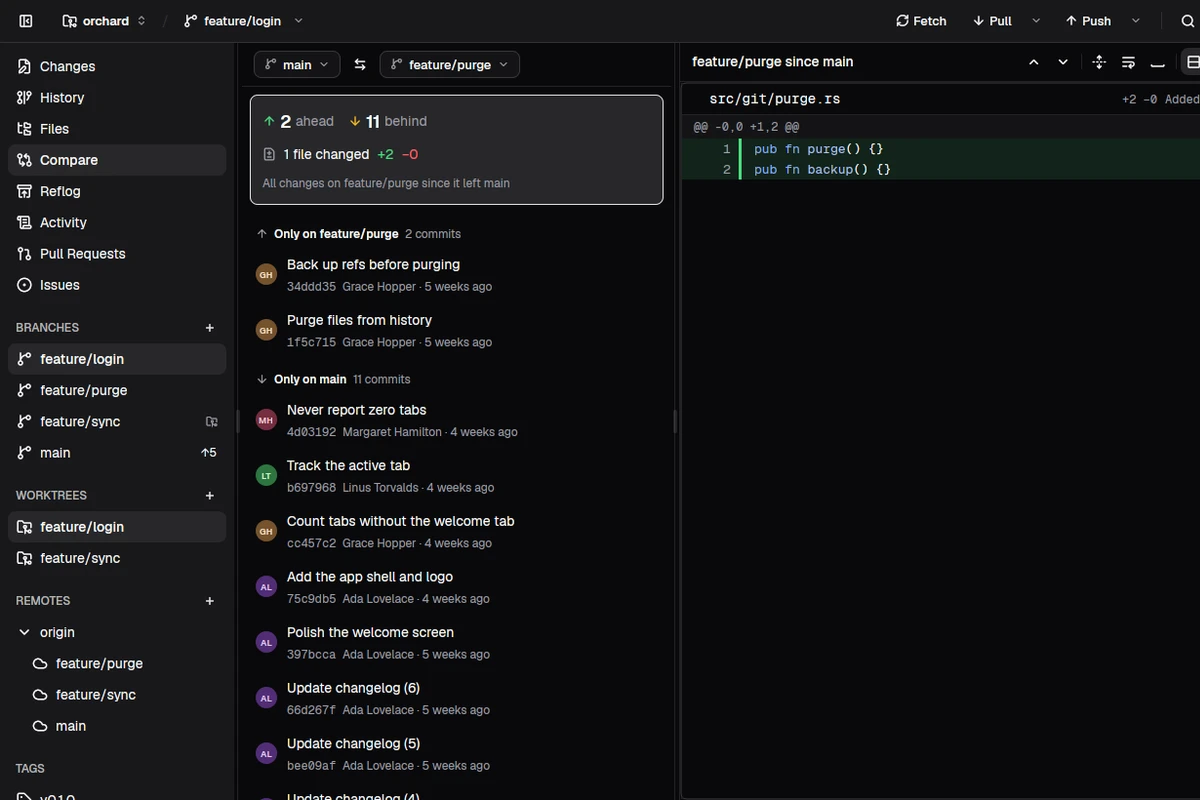 orchard / feature/login Fetch Pull Push
Changes
History
Files
Compare
Reflog
Activity
Pull Requests
Issues
BRANCHES +
feature/login
feature/purge
feature/sync
main ↑5
WORKTREES +
feature/login
feature/sync
REMOTES +
origin
feature/purge
feature/sync
main
TAGS
v0.1.0
main feature/purge
↑ 2 ahead ↓ 11 behind
1 file changed +2 −0
All changes on feature/purge since it left main
↑ Only on feature/purge 2 commits
GH Back up refs before purging
34ddd35 Grace Hopper · 5 weeks ago
GH Purge files from history
1f5c715 Grace Hopper · 5 weeks ago
↓ Only on main 11 commits
MH Never report zero tabs
4d03192 Margaret Hamilton · 4 weeks ago
LT Track the active tab
b697968 Linus Torvalds · 4 weeks ago
GH Count tabs without the welcome tab
cc457c2 Grace Hopper · 4 weeks ago
AL Add the app shell and logo
75c9db5 Ada Lovelace · 4 weeks ago
AL Polish the welcome screen
397bcca Ada Lovelace · 5 weeks ago
AL Update changelog (6)
66d267f Ada Lovelace · 5 weeks ago
AL Update changelog (5)
bee09af Ada Lovelace · 5 weeks ago
Update changelog (4)
feature/purge since main
src/git/purge.rs +2 −0 Added
@@ -0,0 +1,2 @@
1 pub fn purge() {}
2 pub fn backup() {}